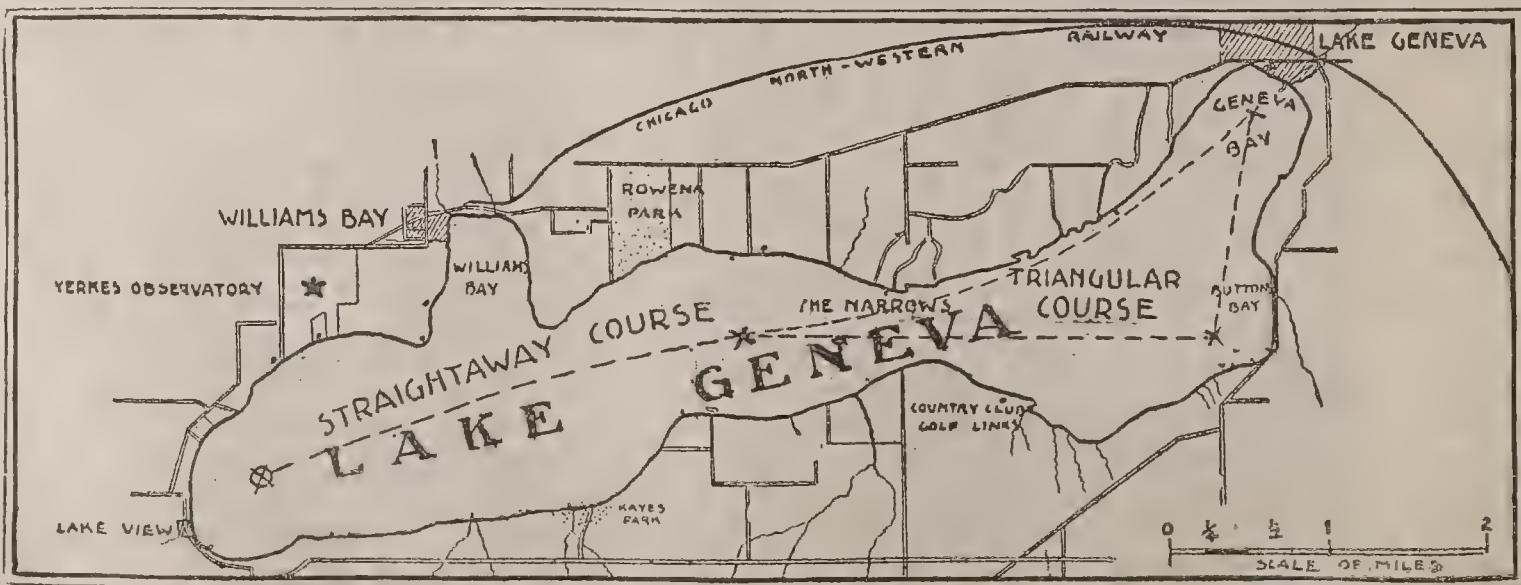 LAKE GENEVA
CHICAGO NORTH-WESTERN RAILWAY
GENEVA
BAY
ROWENA
PARK
WILLIAMS BAY
YERKES OBSERVATORY
WILLIAMS
BAY
TRIANGULAR
COURSE
BUTTON
BAY
THE NARROWS
STRAIGHTAWAY COURSE
LAKE GENEVA
COUNTRY CLUB
GOLF LINKS
KAYES
PARK
LAKE VIEW
0 ¼ ½ 1 2
SCALE OF MILES